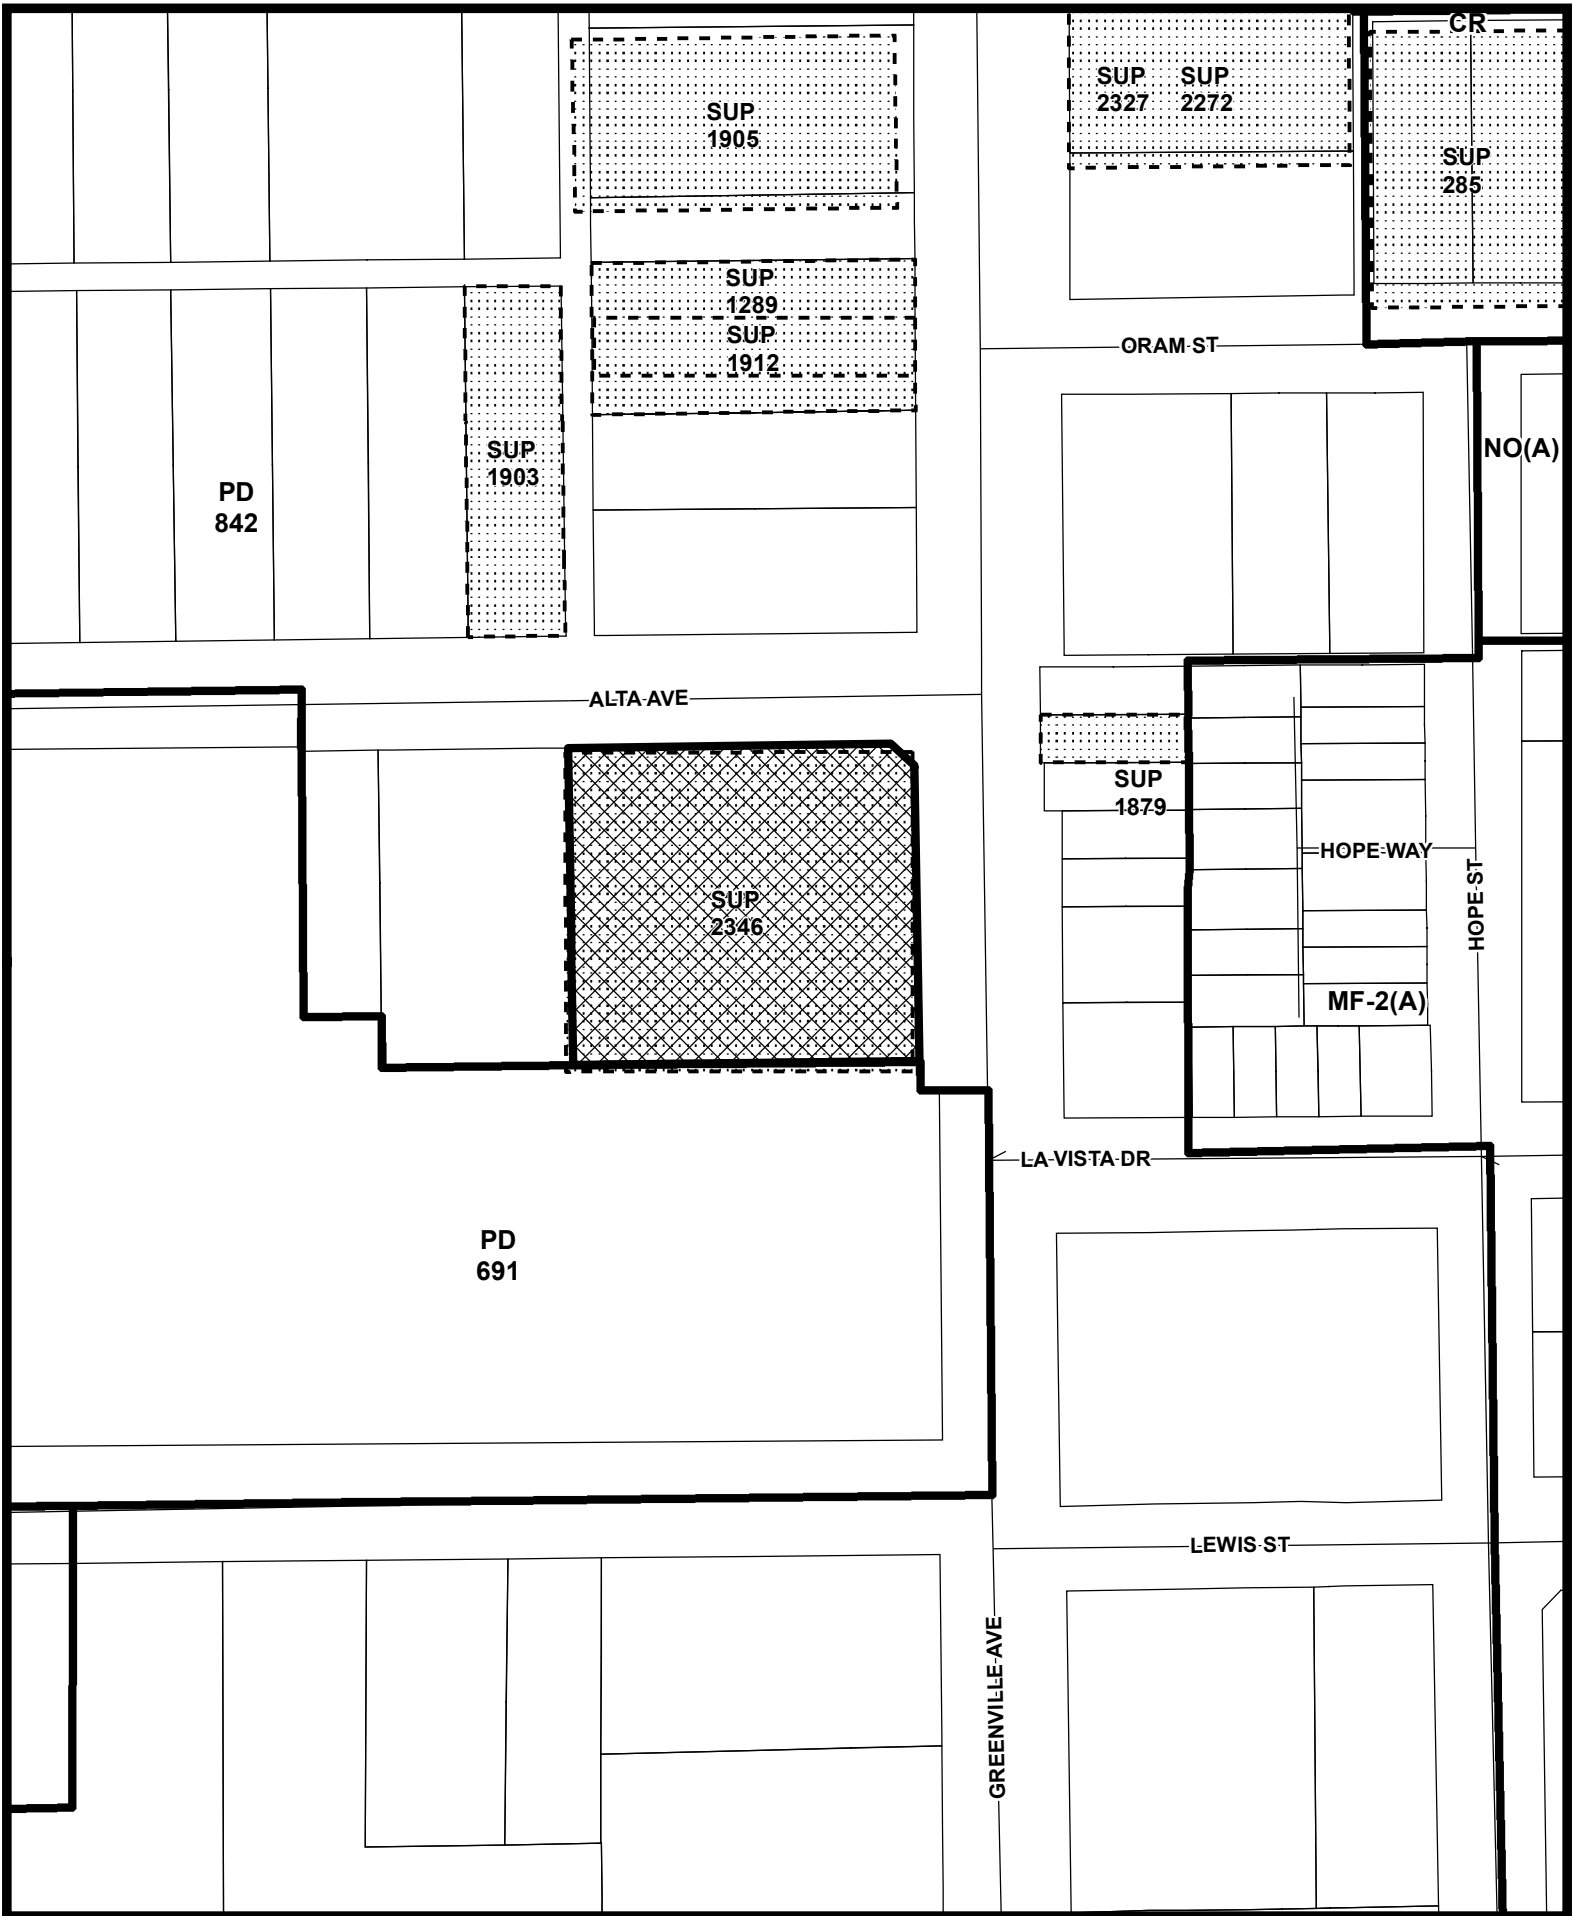 CR
SUP
2327
SUP
2272
SUP
1905
SUP
285
SUP
1289
SUP
1912
ORAM ST
NO(A)
SUP
1903
PD
842
ALTA AVE
SUP
1879
HOPE WAY
HOPE ST
SUP
2346
MF-2(A)
LA VISTA DR
PD
691
LEWIS ST
GREENVILLE AVE